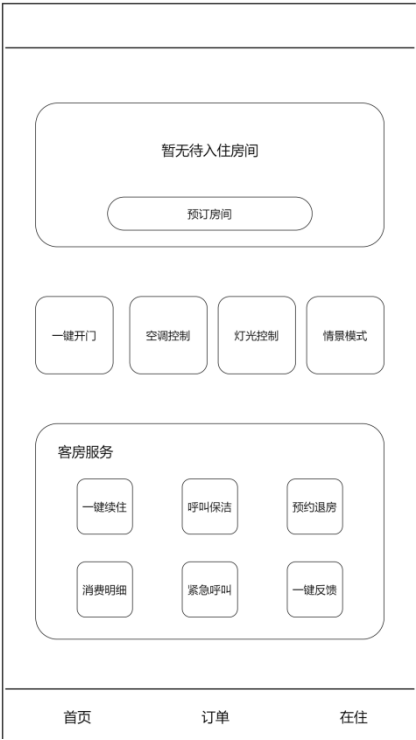 暂无待入住房间
预订房间
一键开门 空调控制 灯光控制 情景模式
客房服务
一键续住 呼叫保洁 预约退房
消费明细 紧急呼叫 一键反馈
首页 订单 在住